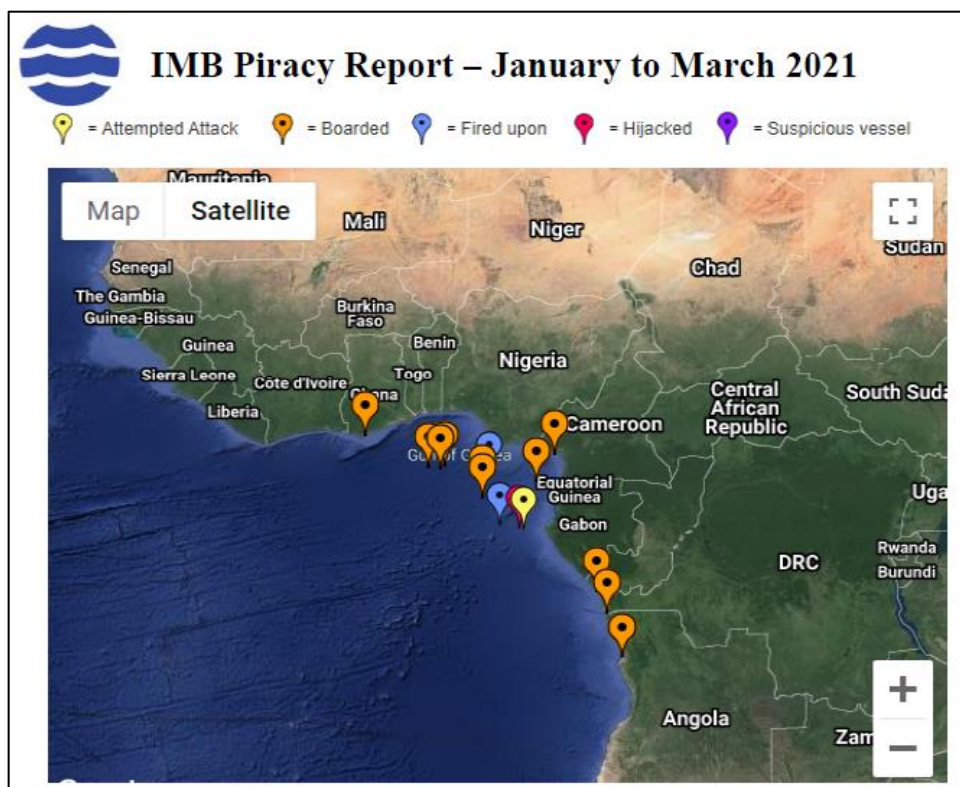 IMB Piracy Report – January to March 2021
= Attempted Attack = Boarded = Fired upon = Hijacked = Suspicious vessel
Mauritania
Map Satellite
Mali
Niger
Sudan
Chad
Senegal
The Gambia
Guinea-Bissau
Burkina
Faso
Guinea
Benin
Nigeria
Sierra Leone
Côte d'Ivoire
Togo
Ghana
Central
African
Republic
South Suda
Liberia
Cameroon
Gulf of Guinea
Equatorial
Guinea
Uga
Gabon
DRC
Rwanda
Burundi
Angola
Zam